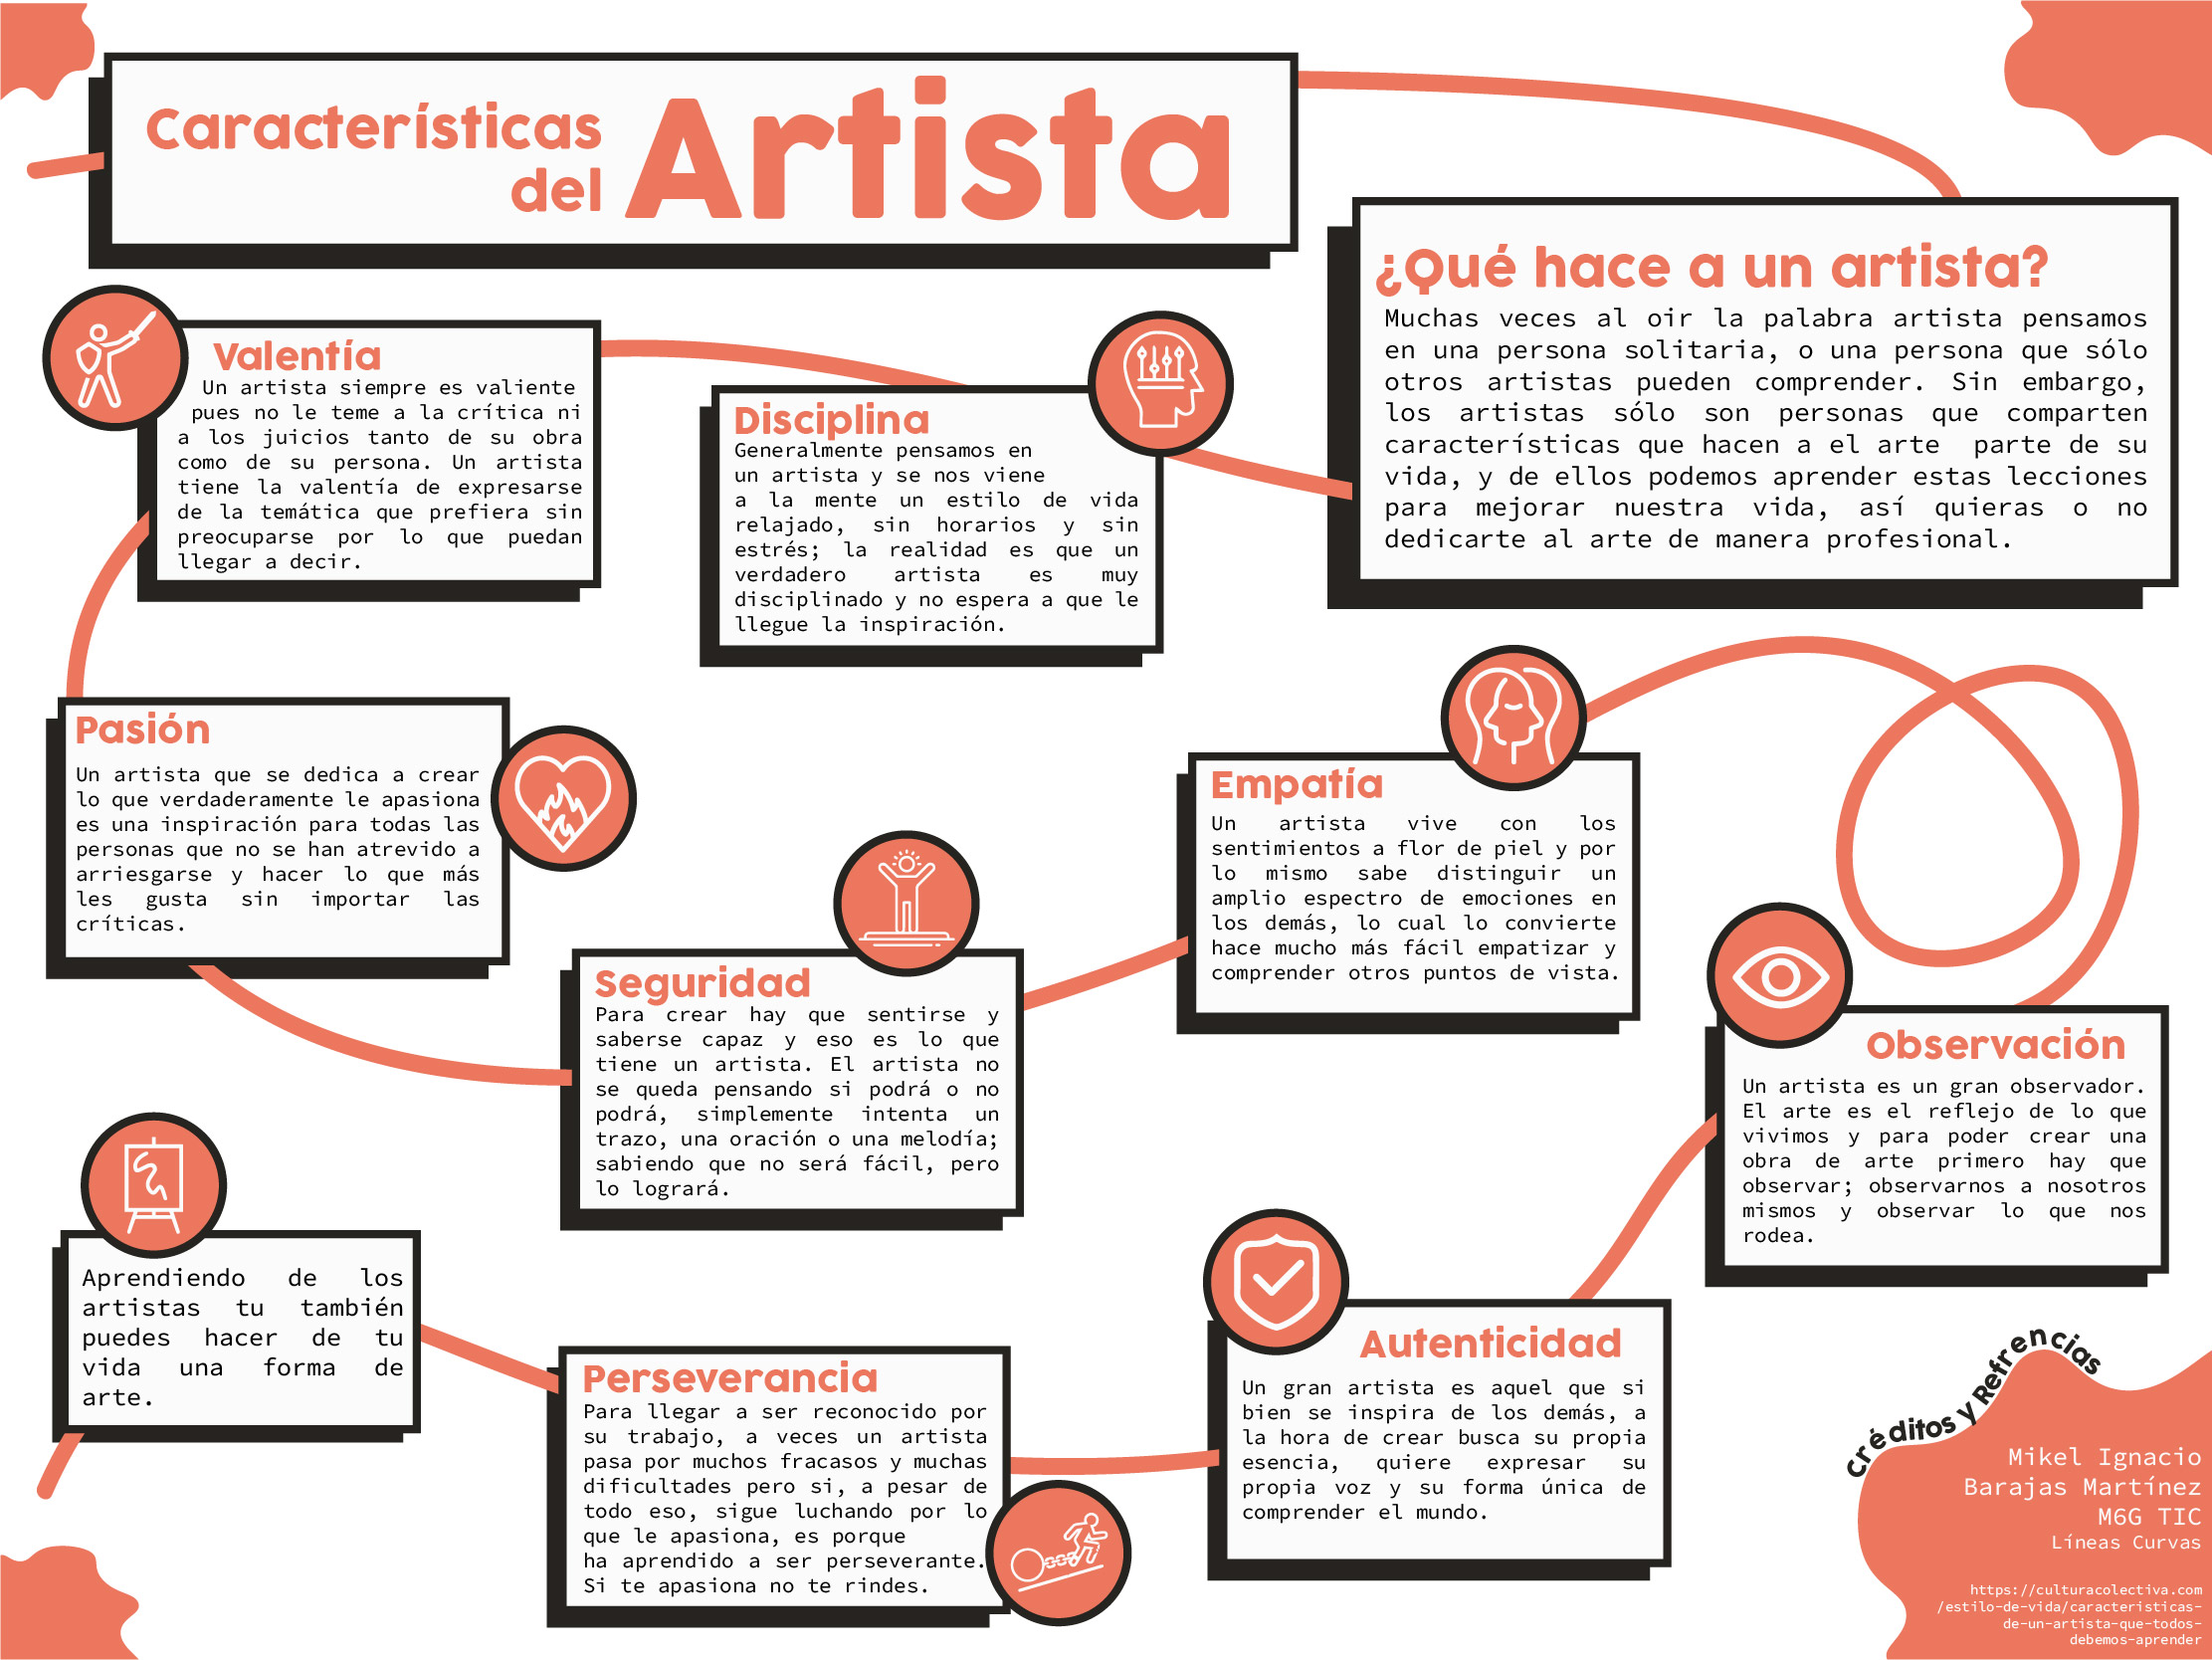 Características
del Artista
¿Qué hace a un artista?
Muchas veces al oir la palabra artista pensamos
en una persona solitaria, o una persona que sólo
otros artistas pueden comprender. Sin embargo,
los artistas sólo son personas que comparten
características que hacen a el arte parte de su
vida, y de ellos podemos aprender estas lecciones
para mejorar nuestra vida, así quieras o no
dedicarte al arte de manera profesional.
Disciplina
Generalmente pensamos en
un artista y se nos viene
a la mente un estilo de vida
relajado, sin horarios y sin
estrés; la realidad es que un
verdadero artista es muy
disciplinado y no espera a que le
llegue la inspiración.
Valentía
Un artista siempre es valiente
pues no le teme a la crítica ni
a los juicios tanto de su obra
como de su persona. Un artista
tiene la valentía de expresarse
de la temática que prefiera sin
preocuparse por lo que puedan
llegar a decir.
Pasión
Un artista que se dedica a crear
lo que verdaderamente le apasiona
es una inspiración para todas las
personas que no se han atrevido a
arriesgarse y hacer lo que más
les gusta sin importar las
críticas.
Seguridad
Para crear hay que sentirse y
saberse capaz y eso es lo que
tiene un artista. El artista no
se queda pensando si podrá o no
podrá, simplemente intenta un
trazo, una oración o una melodía;
sabiendo que no será fácil, pero
lo logrará.
Empatía
Un artista vive con los
sentimientos a flor de piel y por
lo mismo sabe distinguir un
amplio espectro de emociones en
los demás, lo cual lo convierte
hace mucho más fácil empatizar y
comprender otros puntos de vista.
Observación
Un artista es un gran observador.
El arte es el reflejo de lo que
vivimos y para poder crear una
obra de arte primero hay que
observar; observarnos a nosotros
mismos y observar lo que nos
rodea.
Autenticidad
Un gran artista es aquel que si
bien se inspira de los demás, a
la hora de crear busca su propia
esencia, quiere expresar su
propia voz y su forma única de
comprender el mundo.
Perseverancia
Para llegar a ser reconocido por
su trabajo, a veces un artista
pasa por muchos fracasos y muchas
dificultades pero si, a pesar de
todo eso, sigue luchando por lo
que le apasiona, es porque
ha aprendido a ser perseverante.
Si te apasiona no te rindes.
Aprendiendo de los
artistas tu también
puedes hacer de tu
vida una forma de
arte.
Créditos y Refrencias
Mikel Ignacio
Barajas Martínez
M6G TIC
Líneas Curvas
https://culturacolectiva.com
/estilo-de-vida/caracteristicas-
de-un-artista-que-todos-
debemos-aprender